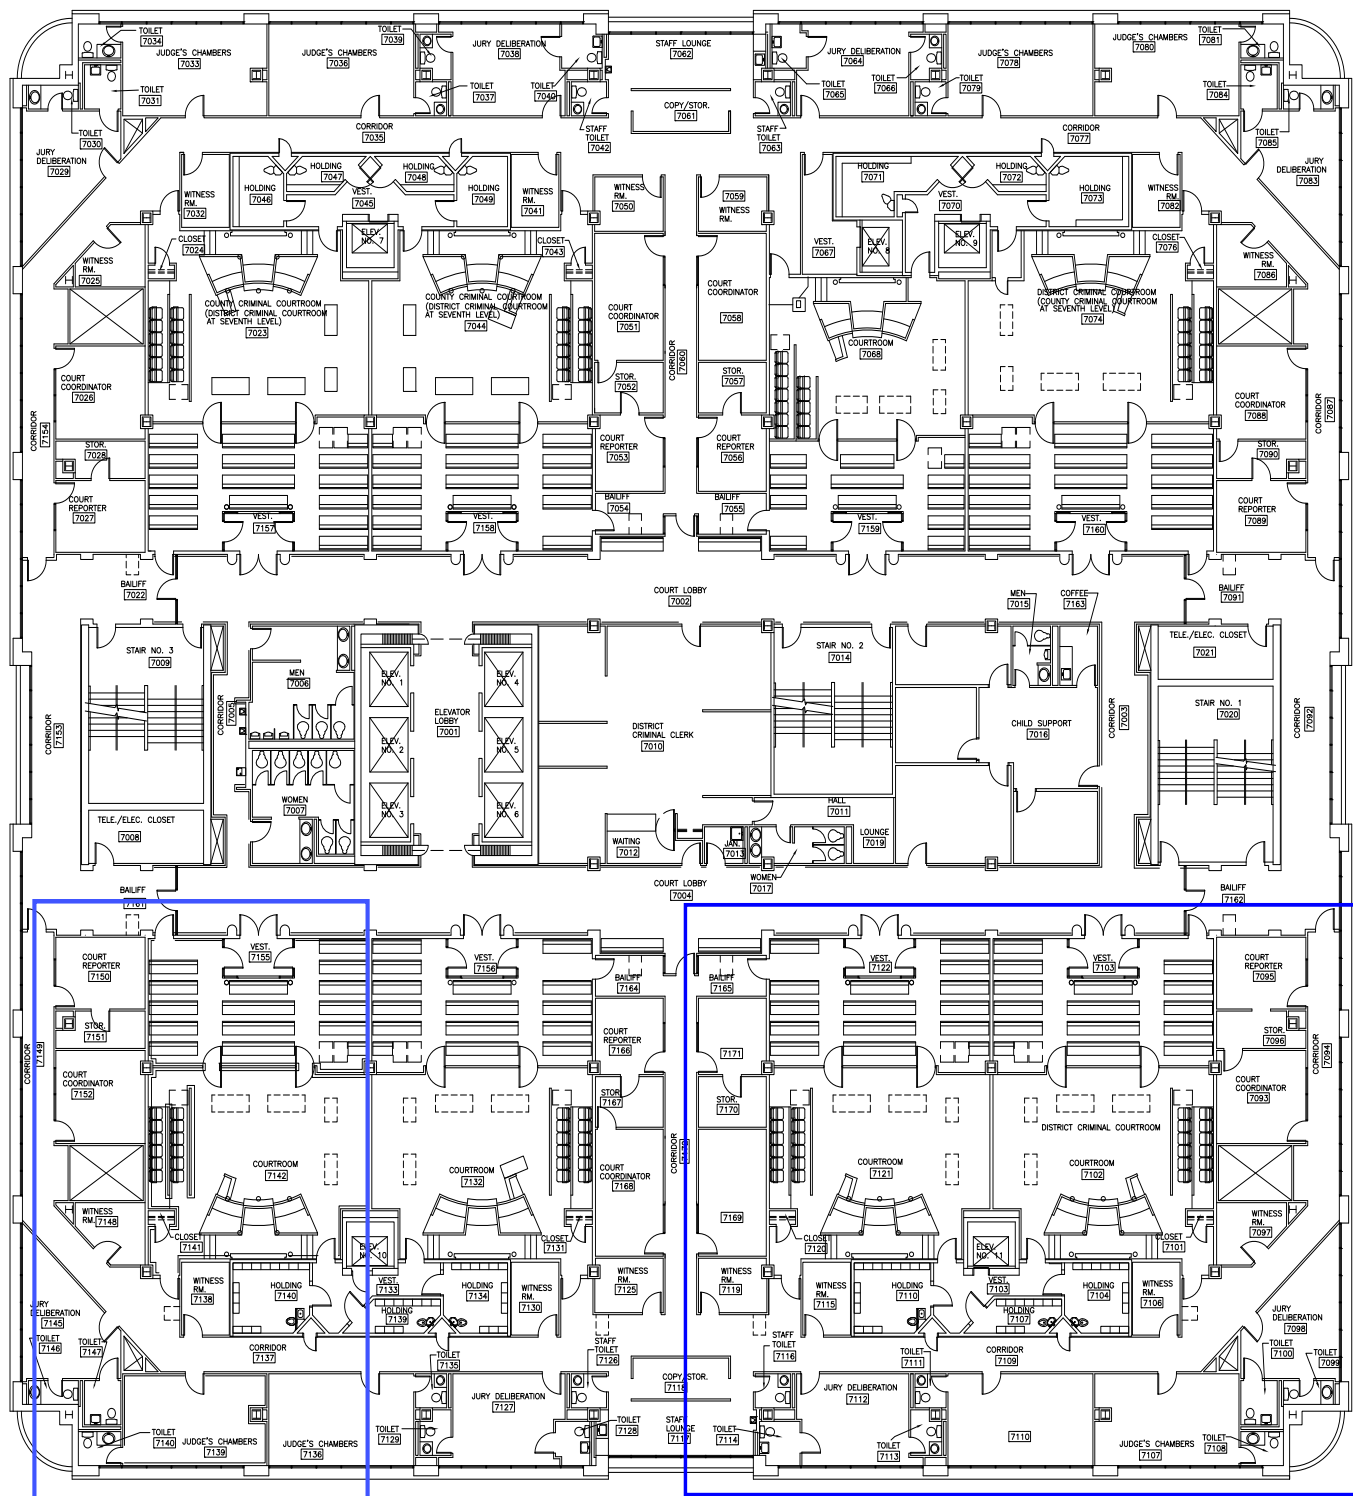 TOILET
7034
JUDGE'S CHAMBERS
7033
TOILET
7031
TOILET
7030
JUDGE'S CHAMBERS
7036
TOILET
7039
JURY DELIBERATION
7038
TOILET
7037
TOILET
7040
STAFF
TOILET
7042
STAFF LOUNGE
7062
COPY/STOR.
7061
JURY DELIBERATION
7064
TOILET
7065
TOILET
7066
STAFF
TOILET
7063
JUDGE'S CHAMBERS
7078
TOILET
7079
JUDGE'S CHAMBERS
7080
TOILET
7081
TOILET
7084
TOILET
7085
CORRIDOR
7035
CORRIDOR
7077
JURY
DELIBERATION
7029
JURY
DELIBERATION
7083
WITNESS
RM.
7032
HOLDING
7046
HOLDING
7047
VEST.
7045
HOLDING
7048
HOLDING
7049
WITNESS
RM.
7041
WITNESS
RM.
7050
7059
WITNESS
RM.
HOLDING
7071
VEST.
7070
HOLDING
7072
HOLDING
7073
WITNESS
RM.
7082
CLOSET
7024
ELEV.
NO. 7
CLOSET
7043
VEST.
7067
ELEV.
NO. 8
ELEV.
NO. 9
CLOSET
7076
WITNESS
RM.
7025
WITNESS
RM.
7086
COUNTY CRIMINAL COURTROOM
(DISTRICT CRIMINAL COURTROOM
AT SEVENTH LEVEL)
7023
COUNTY CRIMINAL COURTROOM
(DISTRICT CRIMINAL COURTROOM
AT SEVENTH LEVEL)
7044
COURT
COORDINATOR
7051
COURT
COORDINATOR
7058
COURTROOM
7068
DISTRICT CRIMINAL COURTROOM
(COUNTY CRIMINAL COURTROOM
AT SEVENTH LEVEL)
7074
CORRIDOR
7060
COURT
COORDINATOR
7026
STOR.
7052
STOR.
7057
COURT
COORDINATOR
7088
CORRIDOR
7154
CORRIDOR
7087
STOR.
7028
COURT
REPORTER
7053
COURT
REPORTER
7056
STOR.
7090
COURT
REPORTER
7027
BAILIFF
7054
BAILIFF
7055
COURT
REPORTER
7089
VEST.
7157
VEST.
7158
VEST.
7159
VEST.
7160
BAILIFF
7022
COURT LOBBY
7002
MEN
7015
COFFEE
7163
BAILIFF
7091
STAIR NO. 3
7009
MEN
7006
CORRIDOR
7005
ELEV.
NO. 1
ELEV.
NO. 4
STAIR NO. 2
7014
TELE./ELEC. CLOSET
7021
CORRIDOR
7153
ELEVATOR
LOBBY
7001
ELEV.
NO. 2
ELEV.
NO. 5
DISTRICT
CRIMINAL CLERK
7010
CHILD SUPPORT
7016
CORRIDOR
7003
STAIR NO. 1
7020
CORRIDOR
7092
WOMEN
7007
ELEV.
NO. 3
ELEV.
NO. 6
HALL
7011
TELE./ELEC. CLOSET
7008
WAITING
7012
JAN.
7013
LOUNGE
7019
WOMEN
7017
COURT LOBBY
7004
BAILIFF
7161
BAILIFF
7162
COURT
REPORTER
7150
VEST.
7155
VEST.
7156
BAILIFF
7164
BAILIFF
7165
VEST.
7122
VEST.
7103
COURT
REPORTER
7095
STOR.
7151
COURT
REPORTER
7166
7171
STOR.
7096
CORRIDOR
7149
CORRIDOR
7094
COURT
COORDINATOR
7152
STOR.
7167
STOR.
7170
COURT
COORDINATOR
7093
DISTRICT CRIMINAL COURTROOM
COURTROOM
7142
COURTROOM
7132
COURT
COORDINATOR
7168
CORRIDOR
COURTROOM
7121
COURTROOM
7102
WITNESS
RM. 7148
7169
WITNESS
RM.
7097
CLOSET
7141
ELEV.
NO. 10
CLOSET
7131
CLOSET
7120
ELEV.
NO. 11
CLOSET
7101
WITNESS
RM.
7138
HOLDING
7140
VEST.
7133
HOLDING
7139
HOLDING
7134
WITNESS
RM.
7130
WITNESS
RM.
7125
WITNESS
RM.
7119
WITNESS
RM.
7115
HOLDING
7110
VEST.
7103
HOLDING
7107
HOLDING
7104
WITNESS
RM.
7106
JURY
DELIBERATION
7145
JURY
DELIBERATION
7098
TOILET
7146
TOILET
7147
CORRIDOR
7137
TOILET
7135
STAFF
TOILET
7126
STAFF
TOILET
7116
TOILET
7111
CORRIDOR
7109
TOILET
7100
TOILET
7099
JURY DELIBERATION
7127
COPY/STOR.
7118
JURY DELIBERATION
7112
TOILET
7140
JUDGE'S CHAMBERS
7139
JUDGE'S CHAMBERS
7136
TOILET
7129
TOILET
7128
STAFF
LOUNGE
7117
TOILET
7114
TOILET
7113
7110
JUDGE'S CHAMBERS
7107
TOILET
7108